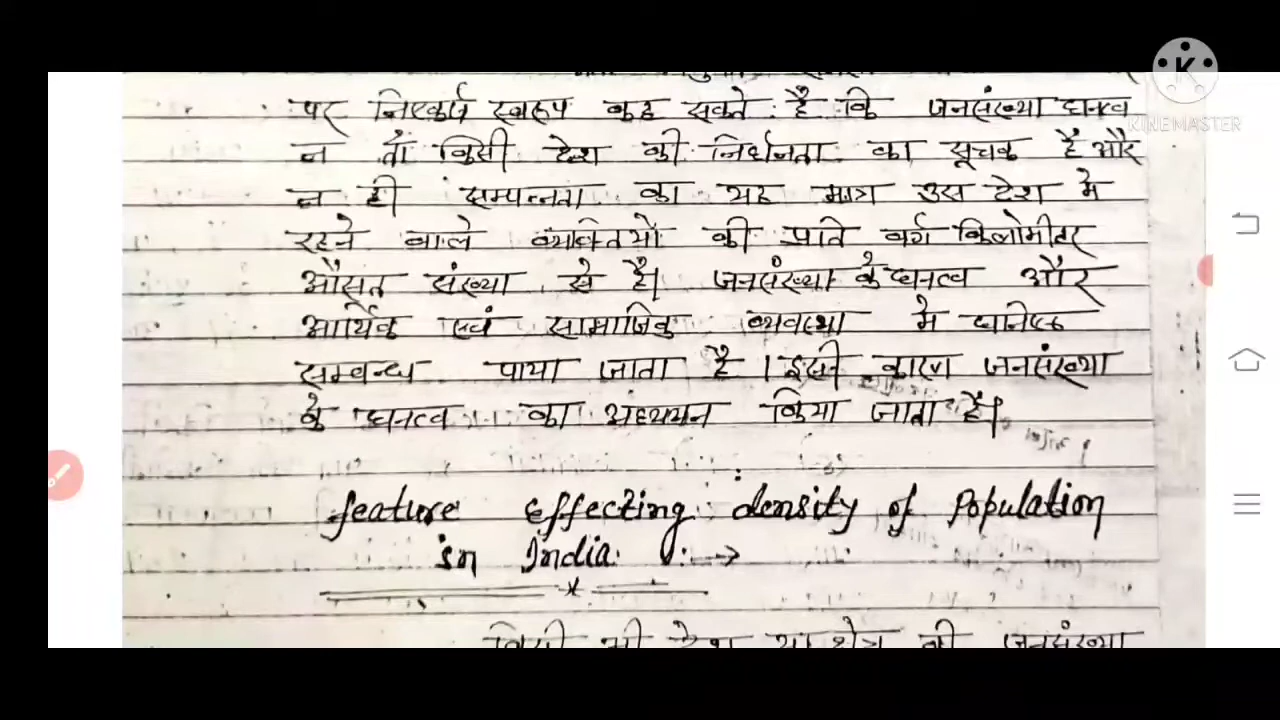 पर निष्कर्ष स्वरूप कह सकते है कि जनसंख्या घनत्व
न तो किसी देश की निर्धनता का सूचक है और
न ही सम्पन्नता का यह मात्र उस देश मे
रहने वाले व्यक्तियों की प्रति वर्ग किलोमीटर
औसत संख्या से है। जनसंख्या के घनत्व और
आर्थिक एवं सामाजिक व्यवस्था मे घनिष्ठ
सम्बन्ध पाया जाता है । इसी कारण जनसंख्या
के घनत्व का अध्ययन किया जाता है।
feature effecting density of Population
in India :→
किसी भी देश या क्षेत्र की जनसंख्या
KINEMASTER